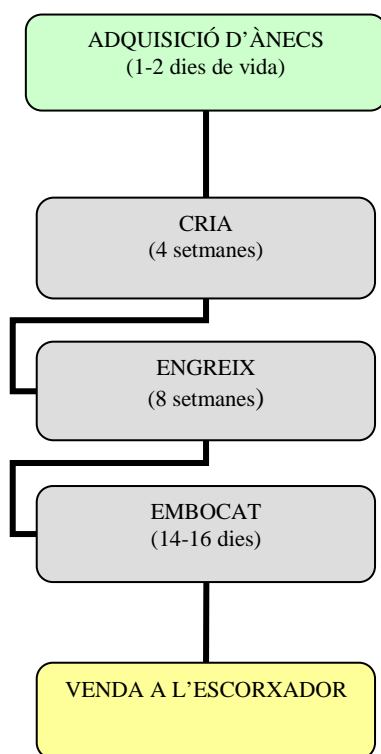 ADQUISICIÓ D’ÀNECS
(1-2 dies de vida)
CRIA
(4 setmanes)
ENGREIX
(8 setmanes)
EMBOCAT
(14-16 dies)
VENDA A L’ESCORXADOR